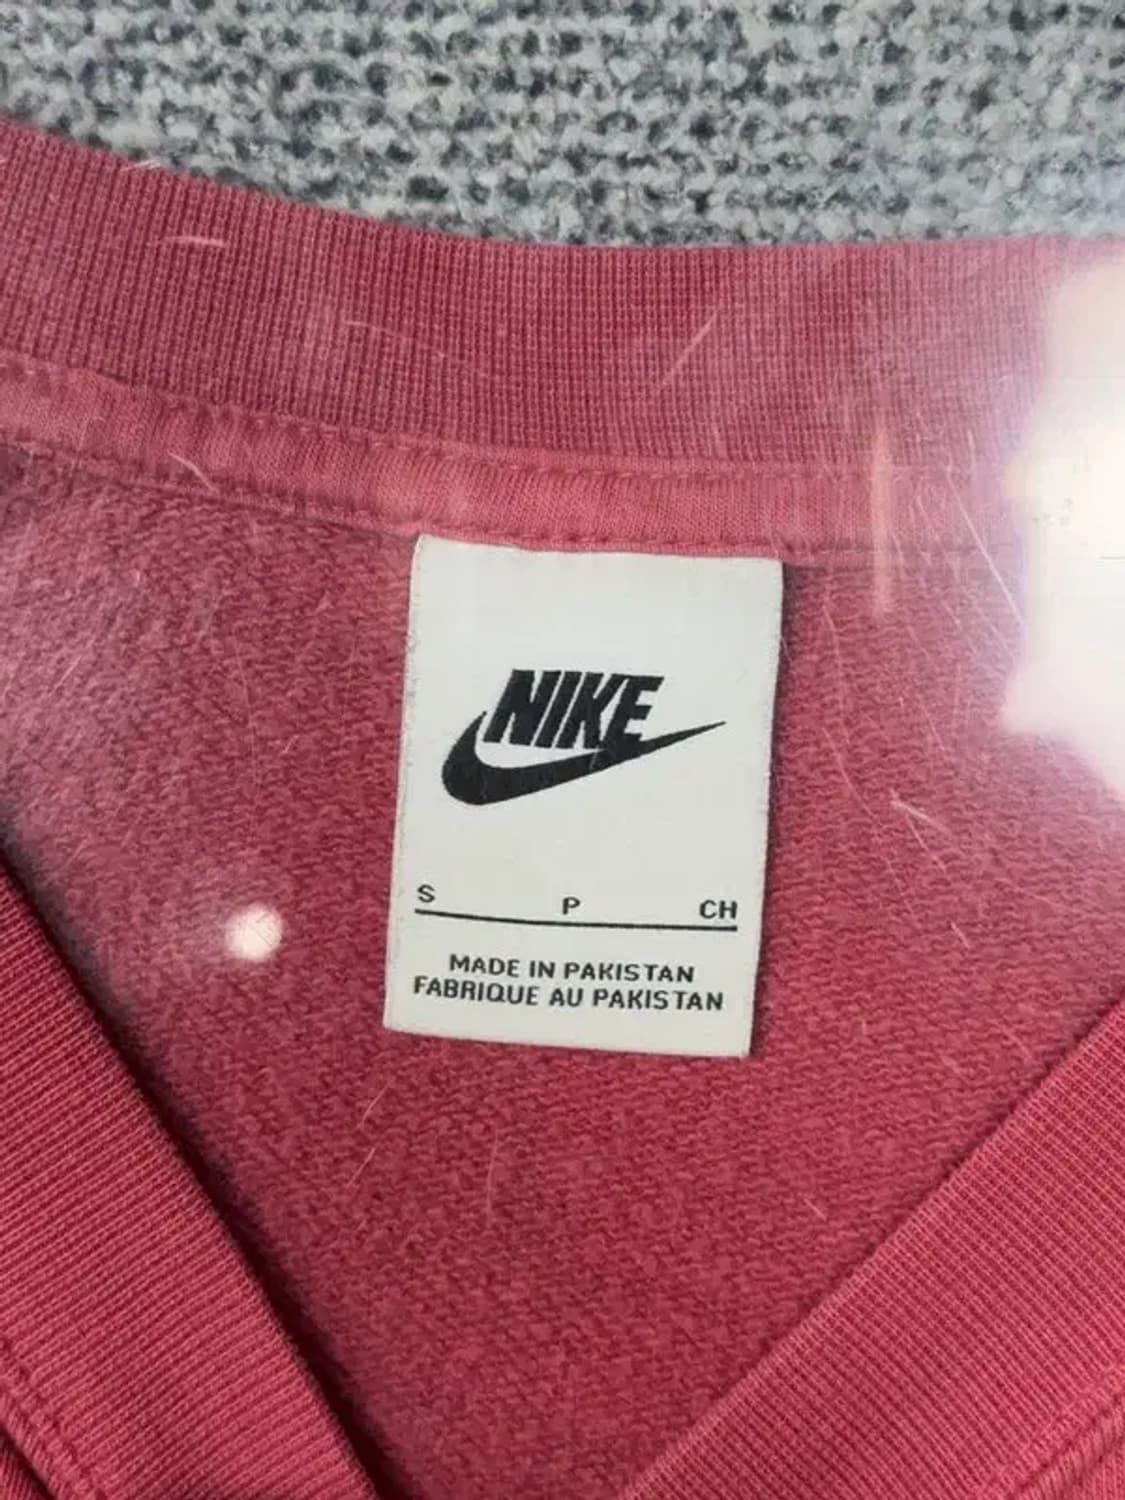 NIKE
S P CH
MADE IN PAKISTAN
FABRIQUE AU PAKISTAN